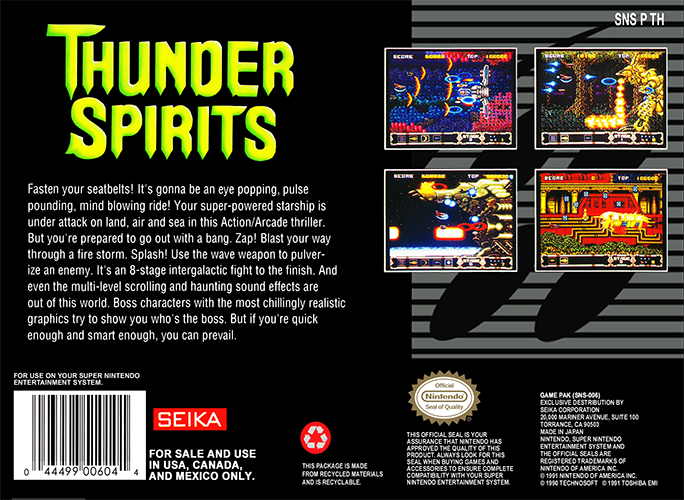 SNS P TH
THUNDER
SPIRITS
Fasten your seatbelts! It's gonna be an eye popping, pulse
pounding, mind blowing ride! Your super-powered starship is
under attack on land, air and sea in this Action/Arcade thriller.
But you're prepared to go out with a bang. Zap! Blast your way
through a fire storm. Splash! Use the wave weapon to pulver-
ize an enemy. It's an 8-stage intergalactic fight to the finish. And
even the multi-level scrolling and haunting sound effects are
out of this world. Boss characters with the most chillingly realistic
graphics try to show you who's the boss. But if you're quick
enough and smart enough, you can prevail.
SCORE
TOP
SCORE
TOP
SCORE
TOP
SCORE
TOP
FOR USE ON YOUR SUPER NINTENDO
ENTERTAINMENT SYSTEM.
0 44499 00604 4
SEIKA
FOR SALE AND USE
IN USA, CANADA,
AND MEXICO ONLY.
THIS PACKAGE IS MADE
FROM RECYCLED MATERIALS
AND IS RECYCLABLE.
Official
Nintendo
Seal of Quality
THIS OFFICIAL SEAL IS YOUR
ASSURANCE THAT NINTENDO HAS
APPROVED THE QUALITY OF THIS
PRODUCT. ALWAYS LOOK FOR THIS
SEAL WHEN BUYING GAMES AND
ACCESSORIES TO ENSURE COMPLETE
COMPATIBILITY WITH YOUR SUPER
NINTENDO ENTERTAINMENT SYSTEM.
GAME PAK (SNS-006)
EXCLUSIVE DISTRIBUTION BY
SEIKA CORPORATION
20,000 MARINER AVENUE, SUITE 100
TORRANCE, CA 90503
MADE IN JAPAN
NINTENDO, SUPER NINTENDO
ENTERTAINMENT SYSTEM AND
THE OFFICIAL SEALS ARE
REGISTERED TRADEMARKS OF
NINTENDO OF AMERICA INC.
© 1991 NINTENDO OF AMERICA INC.
© 1990 TECHNOSOFT © 1991 TOSHIBA EMI